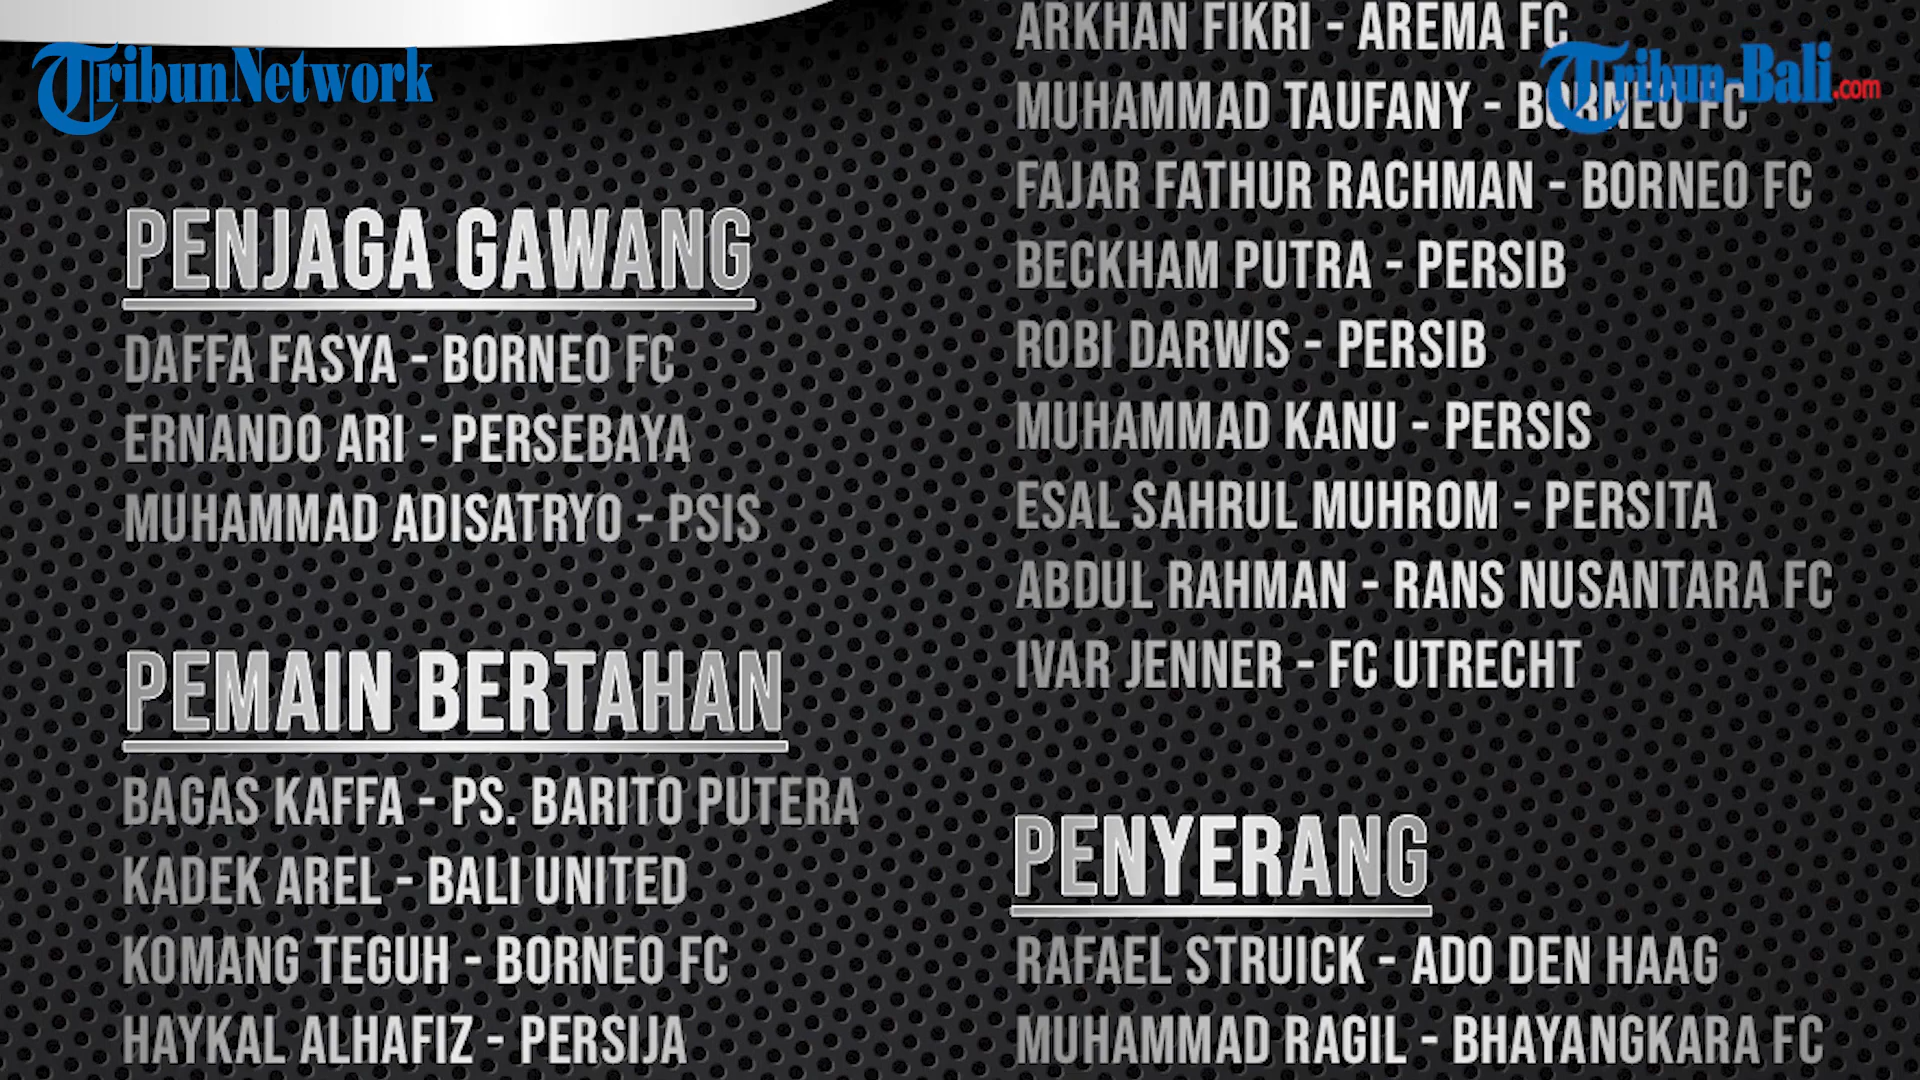 TribunNetwork
Tribun-Bali.com
PENJAGA GAWANG
DAFFA FASYA - BORNEO FC
ERNANDO ARI - PERSEBAYA
MUHAMMAD ADISATRYO - PSIS
PEMAIN BERTAHAN
BAGAS KAFFA - PS. BARITO PUTERA
KADEK AREL - BALI UNITED
KOMANG TEGUH - BORNEO FC
HAYKAL ALHAFIZ - PERSIJA
ARKHAN FIKRI - AREMA FC
MUHAMMAD TAUFANY - BORNEO FC
FAJAR FATHUR RACHMAN - BORNEO FC
BECKHAM PUTRA - PERSIB
ROBI DARWIS - PERSIB
MUHAMMAD KANU - PERSIS
ESAL SAHRUL MUHROM - PERSITA
ABDUL RAHMAN - RANS NUSANTARA FC
IVAR JENNER - FC UTRECHT
PENYERANG
RAFAEL STRUICK - ADO DEN HAAG
MUHAMMAD RAGIL - BHAYANGKARA FC